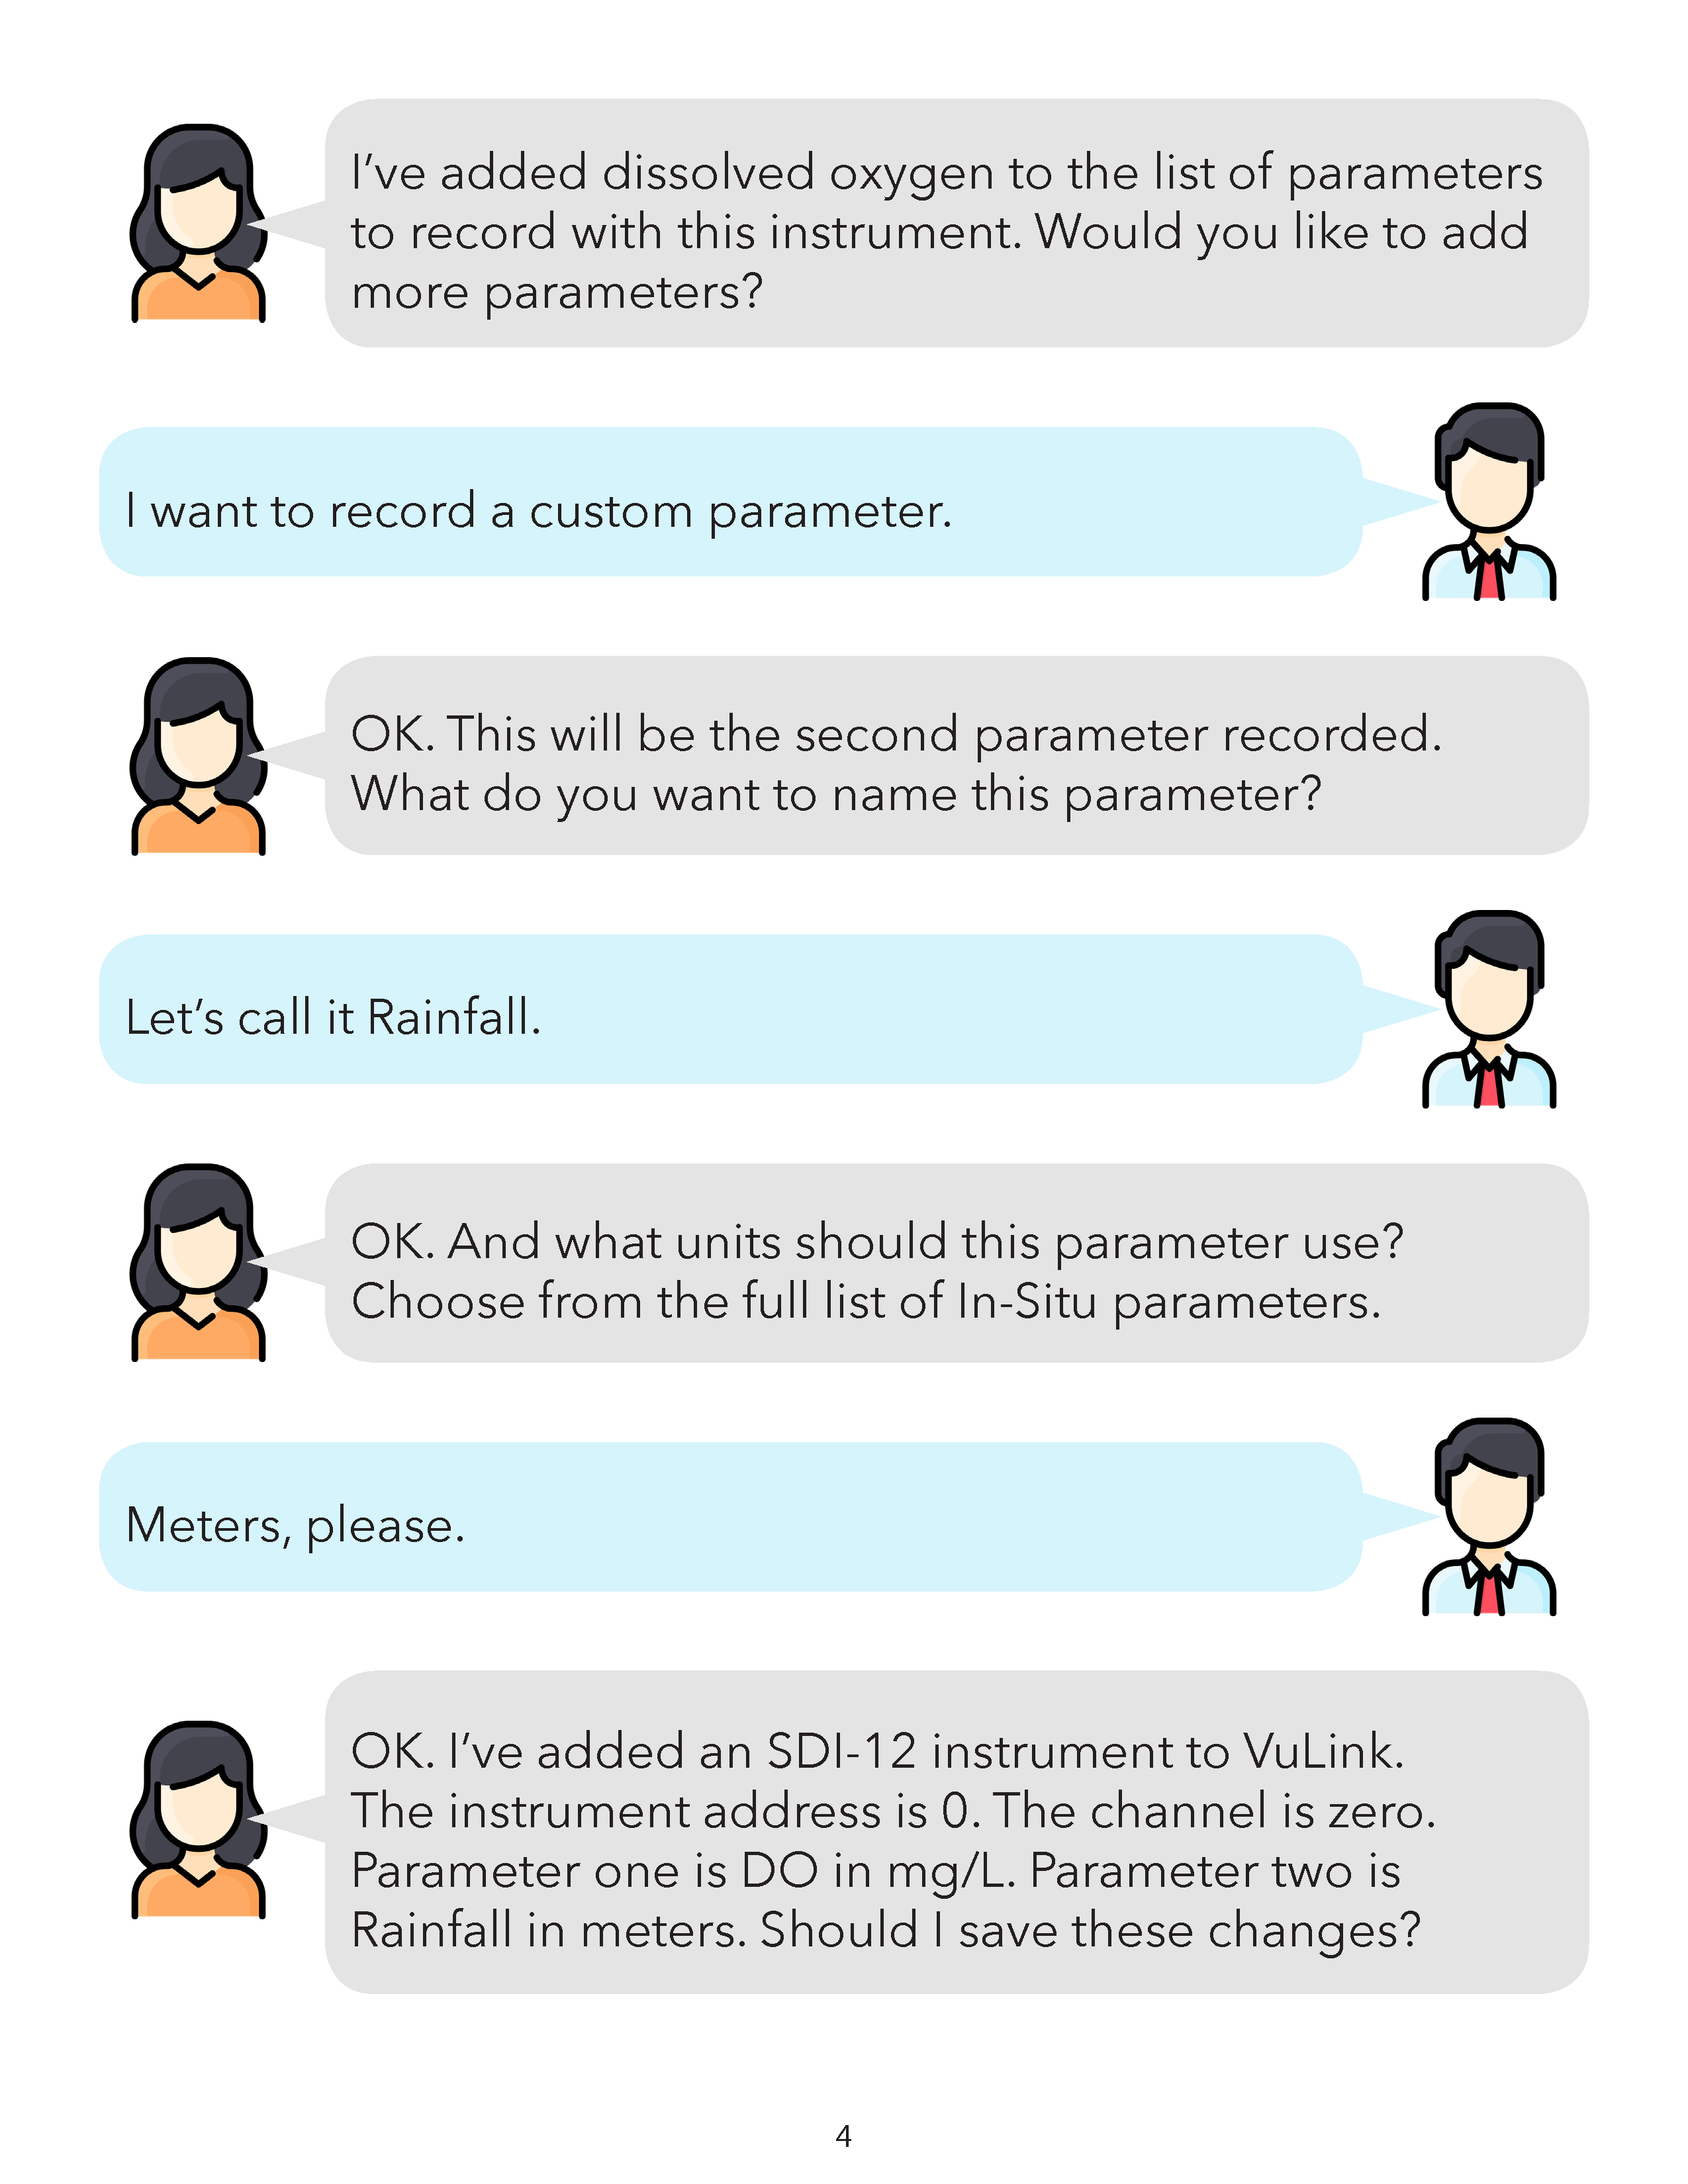 I’ve added dissolved oxygen to the list of parameters
to record with this instrument. Would you like to add
more parameters?
I want to record a custom parameter.
OK. This will be the second parameter recorded.
What do you want to name this parameter?
Let’s call it Rainfall.
OK. And what units should this parameter use?
Choose from the full list of In-Situ parameters.
Meters, please.
OK. I’ve added an SDI-12 instrument to VuLink.
The instrument address is 0. The channel is zero.
Parameter one is DO in mg/L. Parameter two is
Rainfall in meters. Should I save these changes?
4